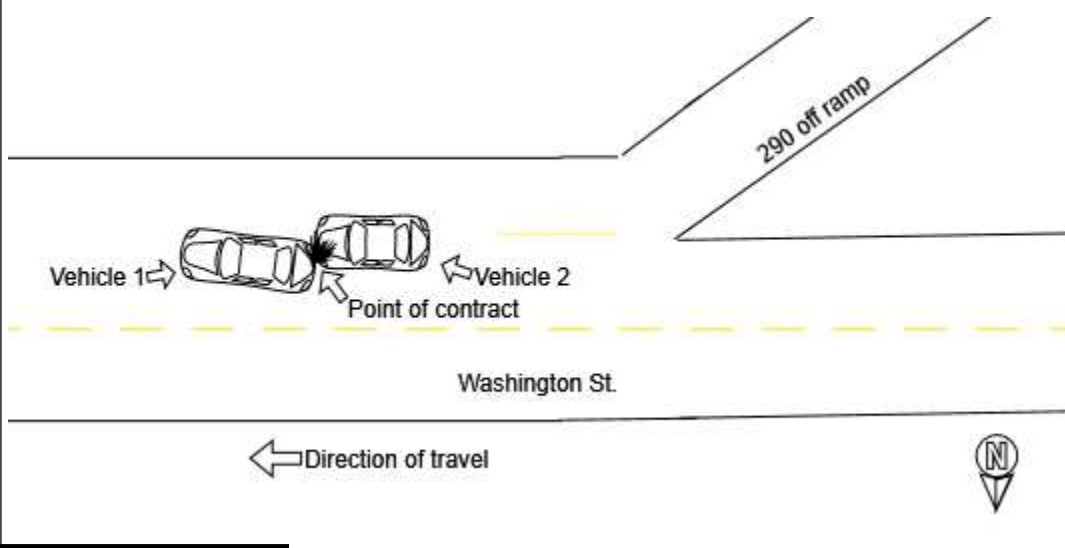 290 off ramp
Vehicle 1
Vehicle 2
Point of contract
Washington St.
Direction of travel
N